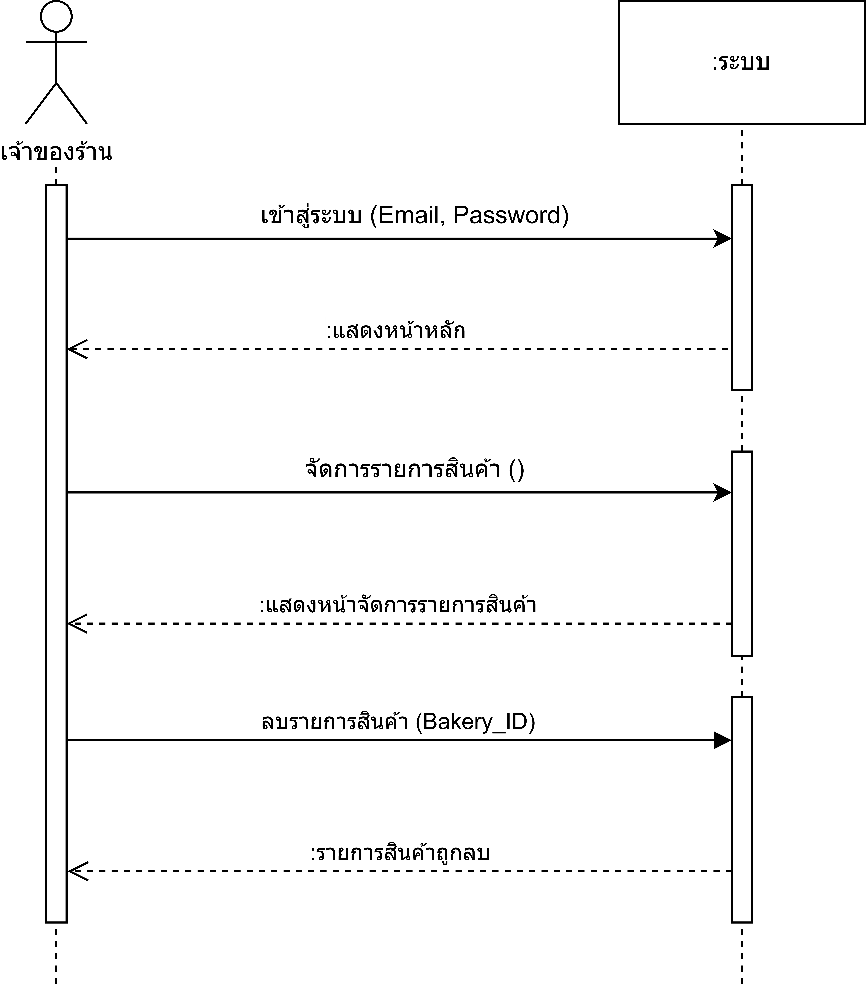 :ระบบ
เจ้าของร้าน
เข้าสู่ระบบ (Email, Password)
:แสดงหน้าหลัก
จัดการรายการสินค้า ()
:แสดงหน้าจัดการรายการสินค้า
ลบรายการสินค้า (Bakery_ID)
:รายการสินค้าถูกลบ